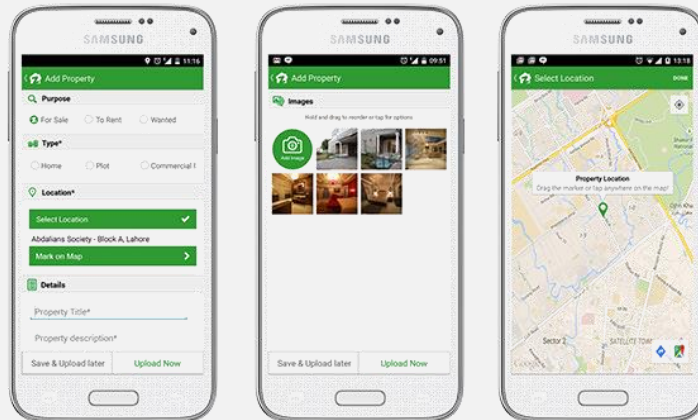 SAMSUNG
11:16
Add Property
Purpose
For Sale
To Rent
Wanted
Type*
Home
Plot
Commercial
Location*
Select Location
Abdalians Society - Block A, Lahore
Mark on Map
Details
Property Title*
Property description*
Save & Upload later
Upload Now
SAMSUNG
09:51
Add Property
Images
Hold and drag to reorder or tap for options
Add Image
Save & Upload later
Upload Now
SAMSUNG
13:18
Select Location
DONE
Property Location
Drag the marker or tap anywhere on the map!
Sector 2
SATELLITE TOW
Google